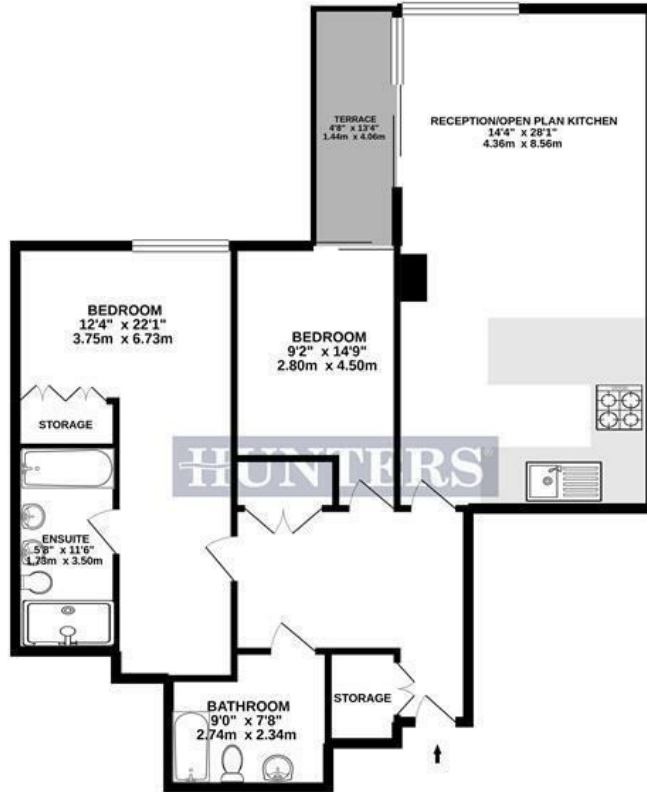 TERRACE
4'8" x 13'4"
1.44m x 4.06m
RECEPTION/OPEN PLAN KITCHEN
14'4" x 28'1"
4.36m x 8.56m
BEDROOM
12'4" x 22'1"
3.75m x 6.73m
BEDROOM
9'2" x 14'9"
2.80m x 4.50m
STORAGE
HUNTERS
ENSUITE
5'8" x 11'6"
1.73m x 3.50m
STORAGE
BATHROOM
9'0" x 7'8"
2.74m x 2.34m